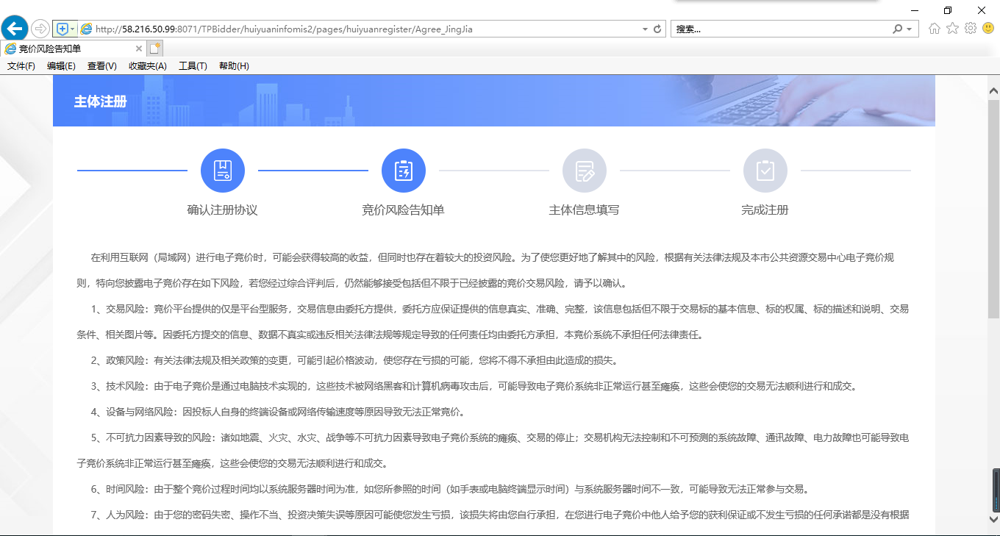 http://58.216.50.99:8071/TPBidder/huiyuaninfomis2/pages/huiyuanregister/Agree_JingJia
搜索...
竞价风险告知单
文件(F) 编辑(E) 查看(V) 收藏夹(A) 工具(T) 帮助(H)
主体注册
确认注册协议 竞价风险告知单 主体信息填写 完成注册
在利用互联网（局域网）进行电子竞价时，可能会获得较高的收益，但同时也存在着较大的投资风险。为了使您更好地了解其中的风险，根据有关法律法规及本市公共资源交易中心电子竞价规
则，特向您披露电子竞价存在如下风险，若您经过综合评判后，仍然能够接受包括但不限于已经披露的竞价交易风险，请予以确认。
1、交易风险：竞价平台提供的仅是平台型服务，交易信息由委托方提供，委托方应保证提供的信息真实、准确、完整，该信息包括但不限于交易标的基本信息、标的权属、标的描述和说明、交易
条件、相关图片等。因委托方提交的信息、数据不真实或违反相关法律法规等规定导致的任何责任均由委托方承担，本竞价系统不承担任何法律责任。
2、政策风险：有关法律法规及相关政策的变更，可能引起价格波动，使您存在亏损的可能，您将不得不承担由此造成的损失。
3、技术风险：由于电子竞价是通过电脑技术实现的，这些技术被网络黑客和计算机病毒攻击后，可能导致电子竞价系统非正常运行甚至瘫痪，这些会使您的交易无法顺利进行和成交。
4、设备与网络风险：因投标人自身的终端设备或网络传输速度等原因导致无法正常竞价。
5、不可抗力因素导致的风险：诸如地震、火灾、水灾、战争等不可抗力因素导致电子竞价系统的瘫痪、交易的停止；交易机构无法控制和不可预测的系统故障、通讯故障、电力故障也可能导致电
子竞价系统非正常运行甚至瘫痪，这些会使您的交易无法顺利进行和成交。
6、时间风险：由于整个竞价过程时间均以系统服务器时间为准，如您所参照的时间（如手表或电脑终端显示时间）与系统服务器时间不一致，可能导致无法正常参与交易。
7、人为风险：由于您的密码失密、操作不当、投资决策失误等原因可能使您发生亏损，该损失将由您自行承担，在您进行电子竞价中他人给予您的获利保证或不发生亏损的任何承诺都是没有根据